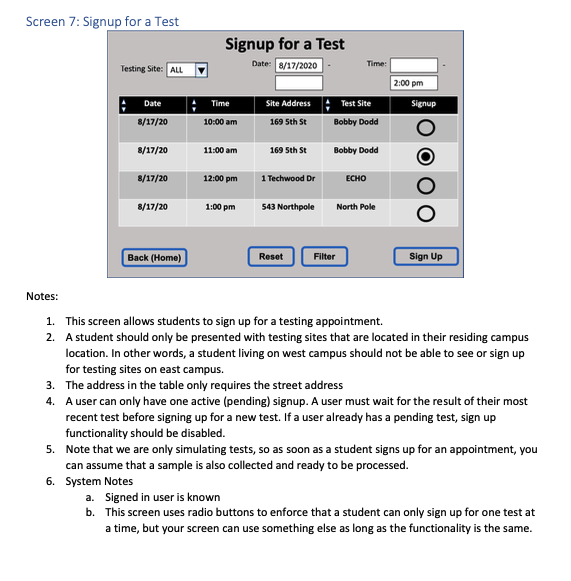 Screen 7: Signup for a Test
Signup for a Test
Testing Site: ALL Date: 8/17/2020 - Time: -
2:00 pm
Date Time Site Address Test Site Signup
8/17/20 10:00 am 169 5th St Bobby Dodd
8/17/20 11:00 am 169 5th St Bobby Dodd
8/17/20 12:00 pm 1 Techwood Dr ECHO
8/17/20 1:00 pm 543 Northpole North Pole
Back (Home) Reset Filter Sign Up
Notes:
1. This screen allows students to sign up for a testing appointment.
2. A student should only be presented with testing sites that are located in their residing campus
location. In other words, a student living on west campus should not be able to see or sign up
for testing sites on east campus.
3. The address in the table only requires the street address
4. A user can only have one active (pending) signup. A user must wait for the result of their most
recent test before signing up for a new test. If a user already has a pending test, sign up
functionality should be disabled.
5. Note that we are only simulating tests, so as soon as a student signs up for an appointment, you
can assume that a sample is also collected and ready to be processed.
6. System Notes
a. Signed in user is known
b. This screen uses radio buttons to enforce that a student can only sign up for one test at
a time, but your screen can use something else as long as the functionality is the same.